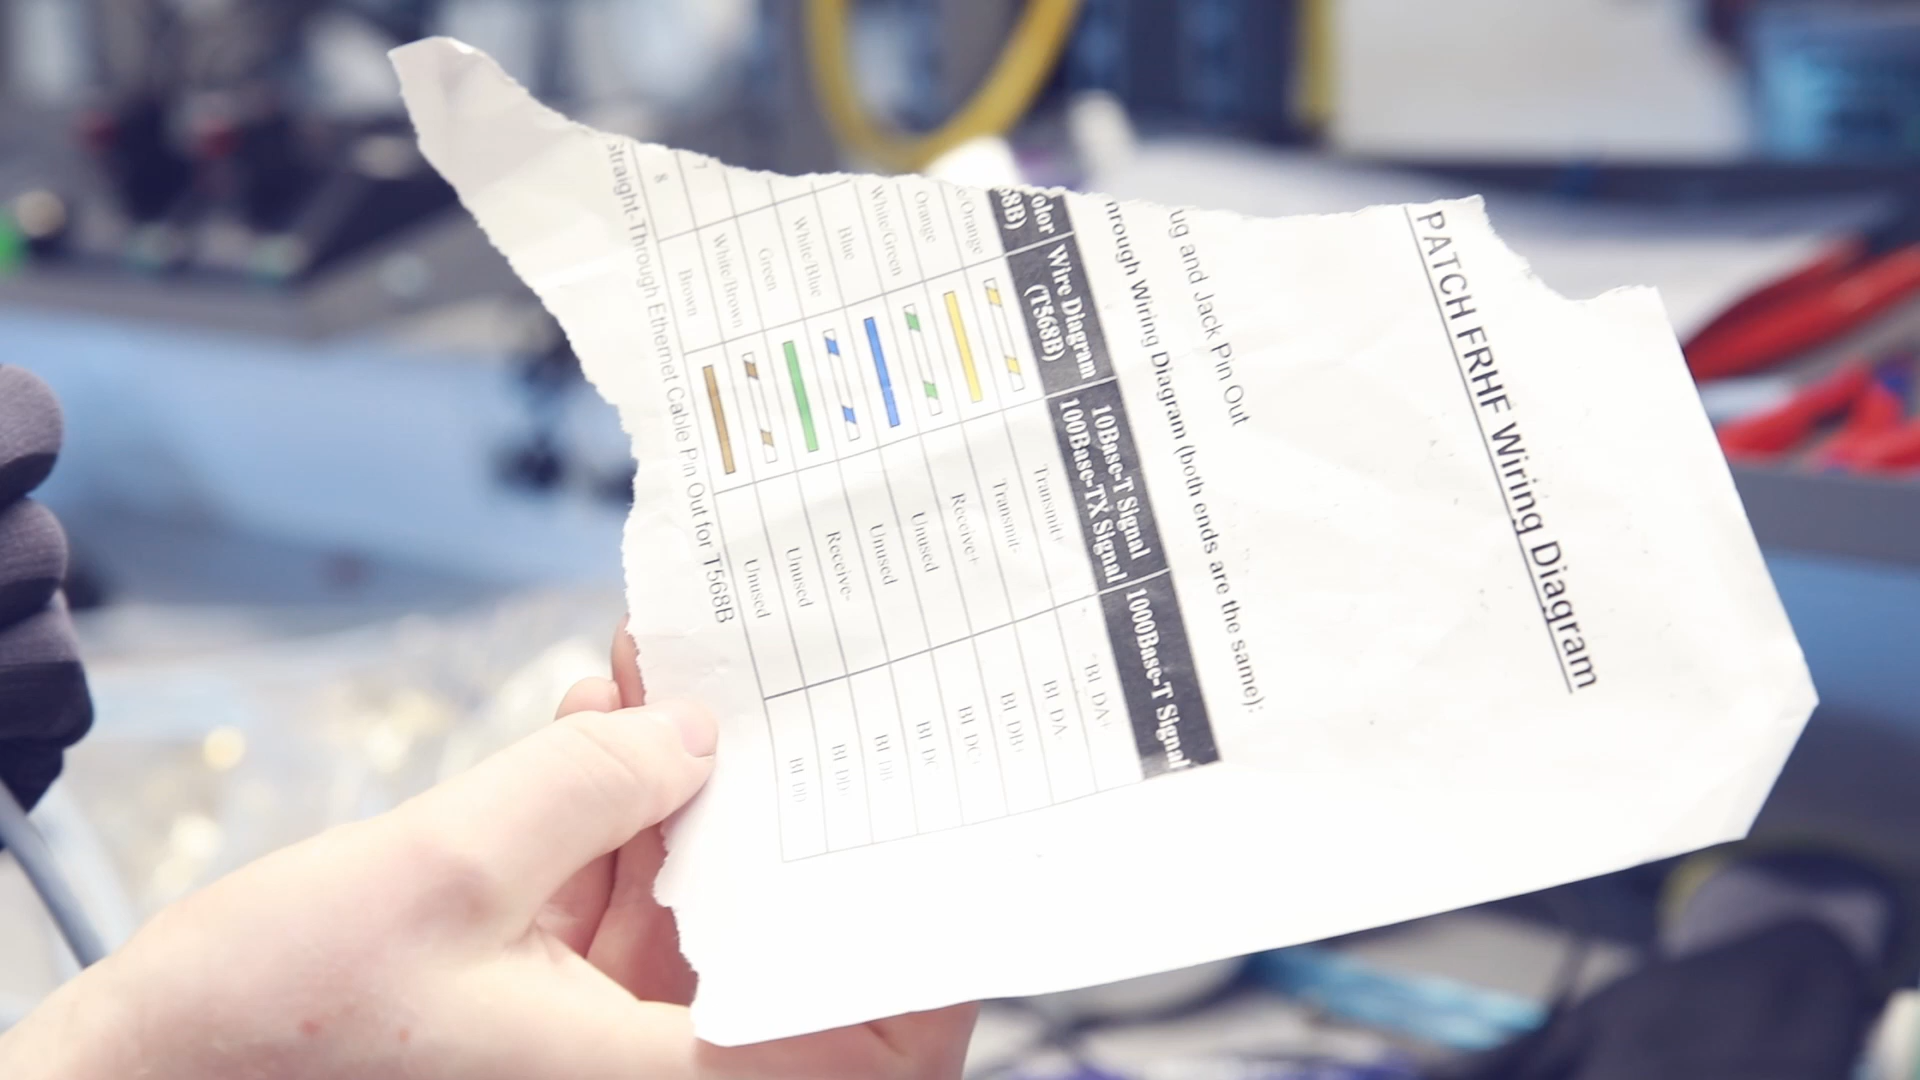 PATCH FRHF Wiring Diagram
ug and Jack Pin Out
hrough Wiring Diagram (both ends are the same):
olor Wire Diagram 10Base-T Signal 1000Base-T Signal
68B) (T568B) 100Base-TX Signal
e/Orange Transmit+ BI_DA+
Orange Transmit- BI_DA-
White/Green Receive+ BI_DB+
Blue Unused BI_DC+
White/Blue Unused BI_DC-
Green Receive- BI_DB-
7 White/Brown Unused BI_DD+
8 Brown Unused BI_DD-
Straight-Through Ethernet Cable Pin Out for T568B